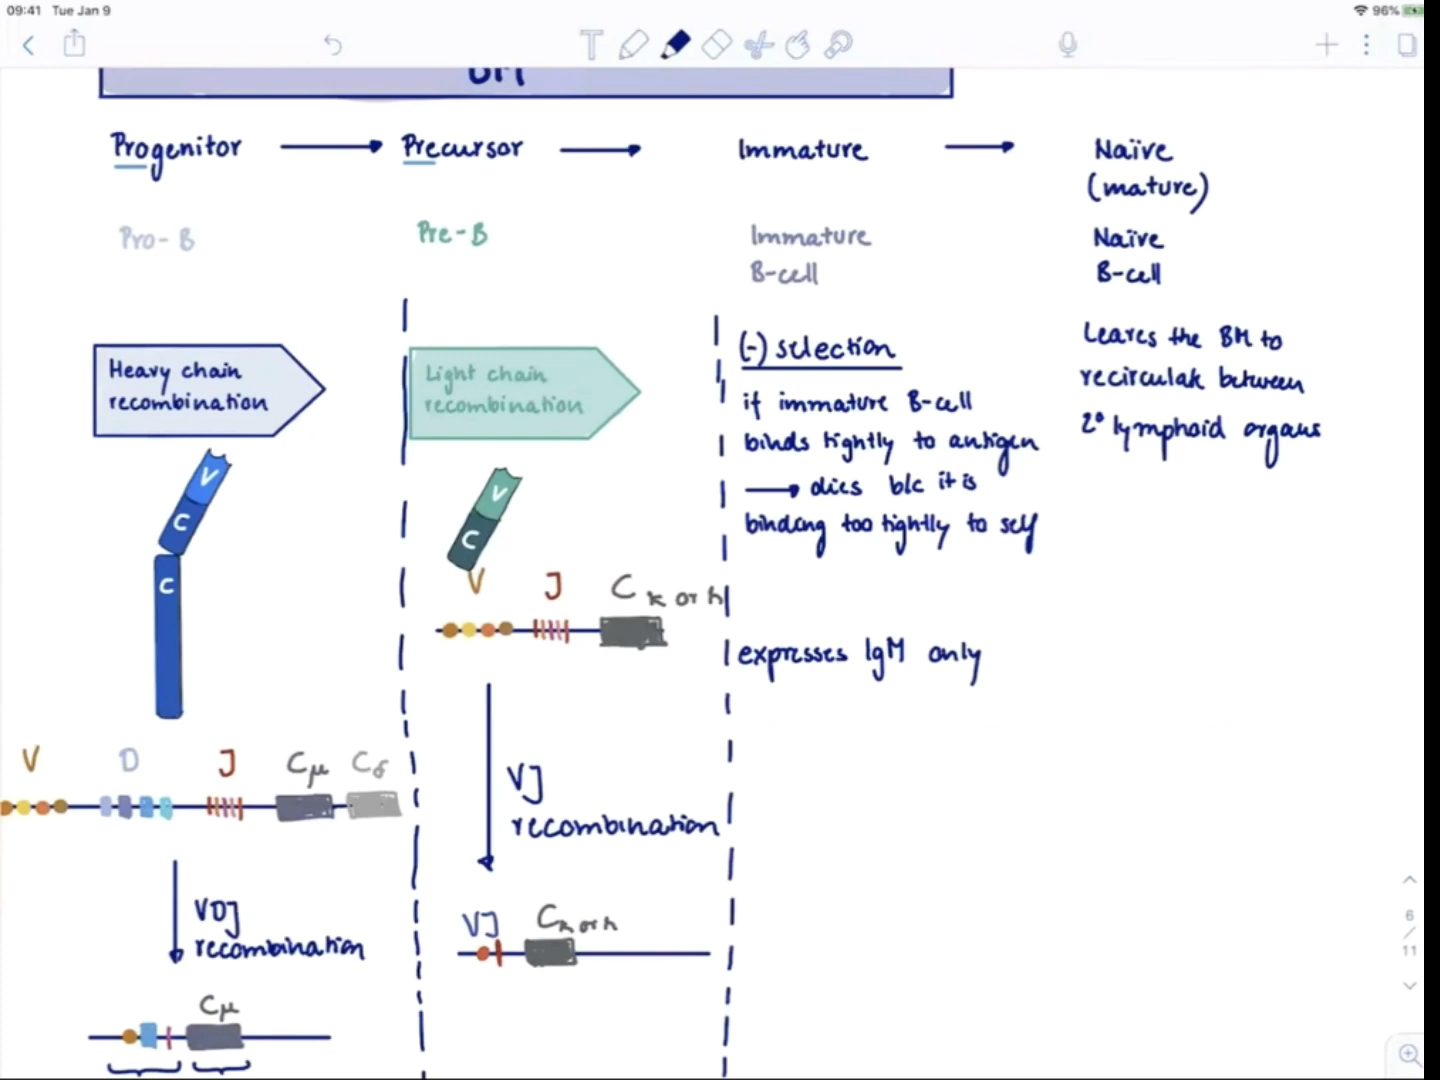 09:41 Tue Jan 9
96%
BM
Progenitor
Precursor
Immature
Naïve
(mature)
Pro-B
Pre-B
Immature
B-cell
Naïve
B-cell
Heavy chain
recombination
V
C
C
V D J Cμ Cδ
VDJ
recombination
Cμ
Light chain
recombination
V
C
V J C κ or λ
VJ
recombination
VJ C κ or λ
(-) selection
if immature B-cell
binds tightly to antigen
dies b/c it is
binding too tightly to self
expresses IgM only
Leaves the BM to
recirculate between
2° lymphoid organs
6
/
11